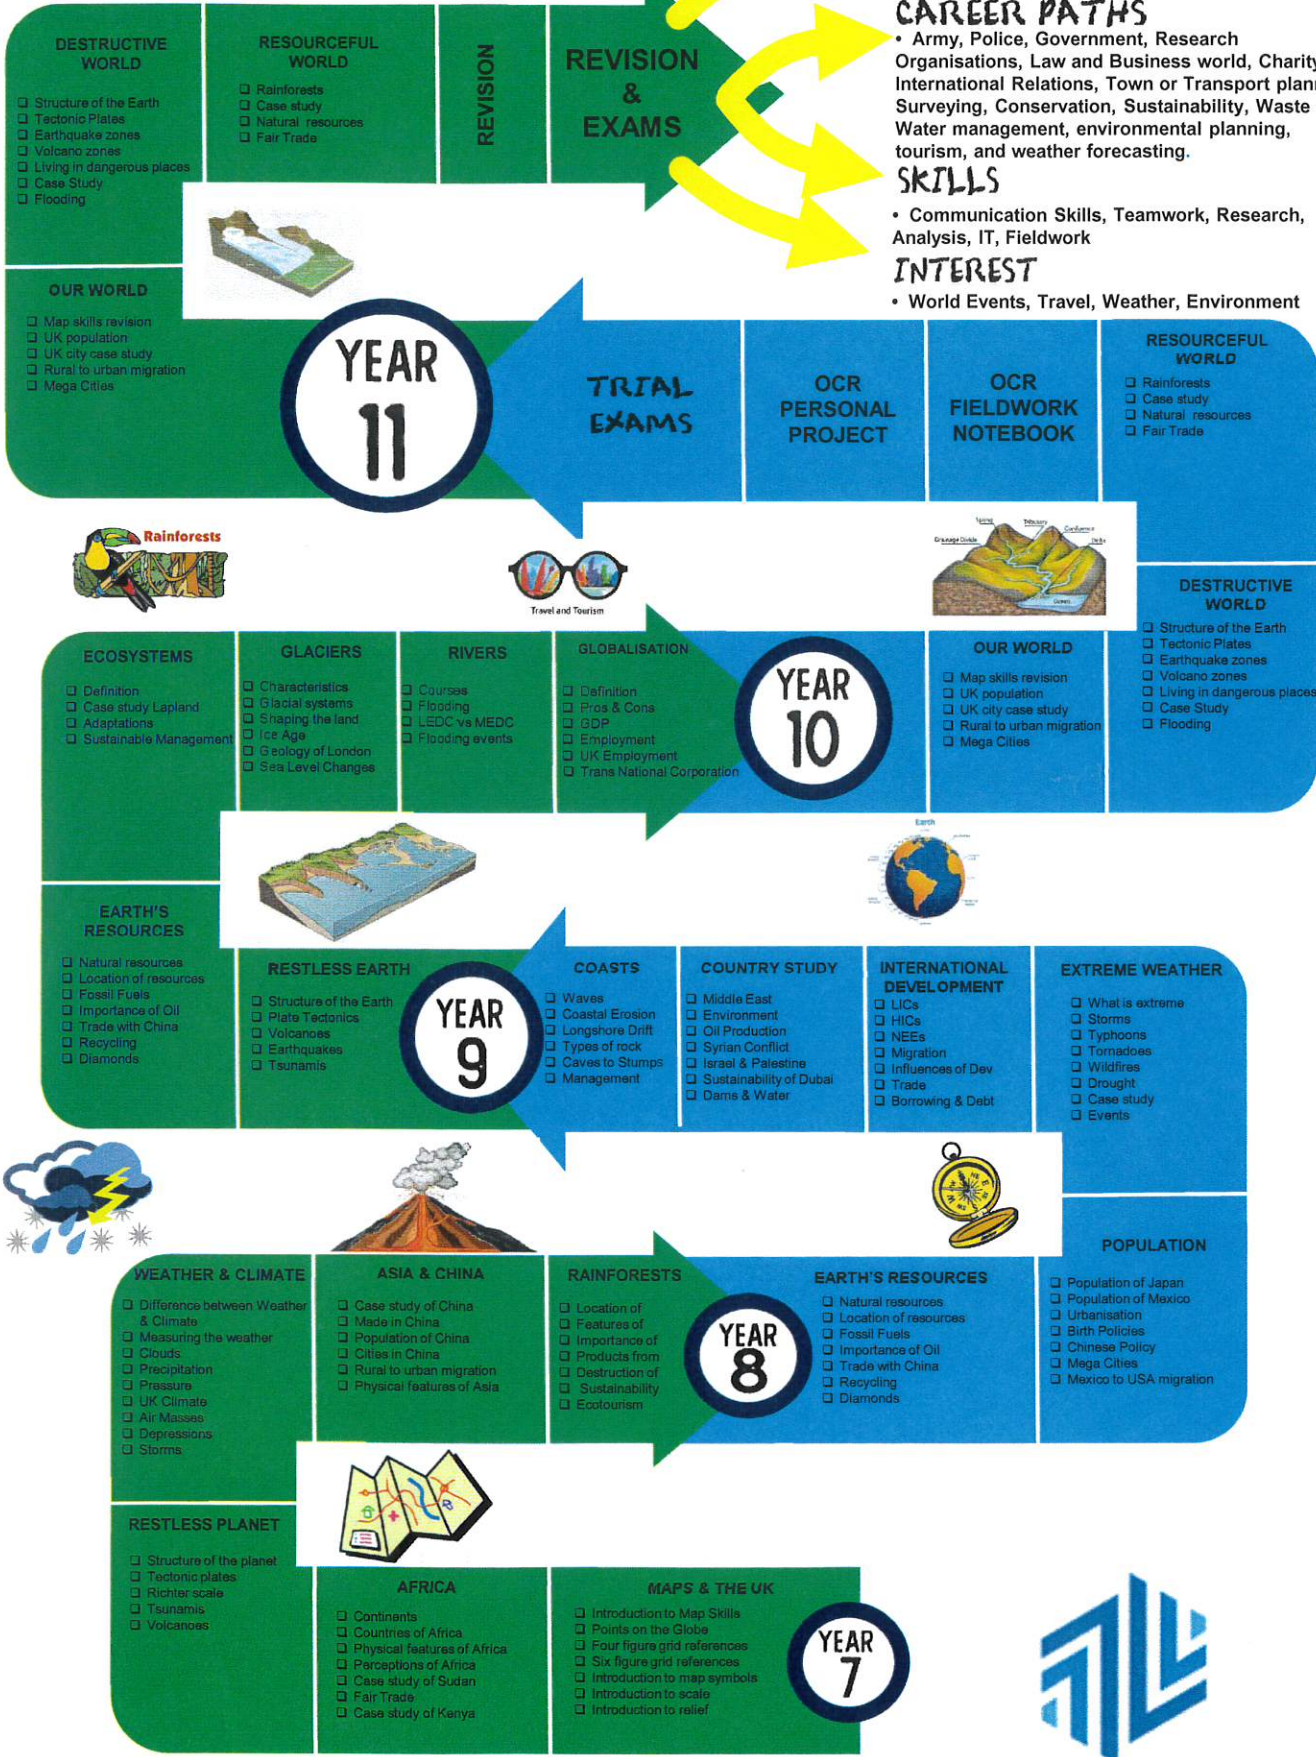 CAREER PATHS
• Army, Police, Government, Research
Organisations, Law and Business world, Charity
International Relations, Town or Transport
Surveying, Conservation, Sustainability, Waste
Water management, environmental planning,
tourism, and weather forecasting.
SKILLS
• Communication Skills, Teamwork, Research,
Analysis, IT, Fieldwork
INTEREST
• World Events, Travel, Weather, Environment
DESTRUCTIVE
WORLD
❑ Structure of the Earth
❑ Tectonic Plates
❑ Earthquake zones
❑ Volcano zones
❑ Living in dangerous places
❑ Case Study
❑ Flooding
RESOURCEFUL
WORLD
❑ Rainforests
❑ Case study
❑ Natural resources
❑ Fair Trade
REVISION
REVISION
&
EXAMS
OUR WORLD
❑ Map skills revision
❑ UK population
❑ UK city case study
❑ Rural to urban migration
❑ Mega Cities
YEAR
11
TRIAL
EXAMS
OCR
PERSONAL
PROJECT
OCR
FIELDWORK
NOTEBOOK
RESOURCEFUL
WORLD
❑ Rainforests
❑ Case study
❑ Natural resources
❑ Fair Trade
Rainforests
Travel and Tourism
Spring
Tributary
Confluence
Drainage Divide
Delta
DESTRUCTIVE
WORLD
❑ Structure of the Earth
❑ Tectonic Plates
❑ Earthquake zones
❑ Volcano zones
❑ Living in dangerous places
❑ Case Study
❑ Flooding
ECOSYSTEMS
❑ Definition
❑ Case study Lapland
❑ Adaptations
❑ Sustainable Management
GLACIERS
❑ Characteristics
❑ Glacial systems
❑ Shaping the land
❑ Ice Age
❑ Geology of London
❑ Sea Level Changes
RIVERS
❑ Courses
❑ Flooding
❑ LEDC vs MEDC
❑ Flooding events
GLOBALISATION
❑ Definition
❑ Pros & Cons
❑ GDP
❑ Employment
❑ UK Employment
❑ Trans National Corporation
YEAR
10
OUR WORLD
❑ Map skills revision
❑ UK population
❑ UK city case study
❑ Rural to urban migration
❑ Mega Cities
Earth
EARTH'S
RESOURCES
❑ Natural resources
❑ Location of resources
❑ Fossil Fuels
❑ Importance of Oil
❑ Trade with China
❑ Recycling
❑ Diamonds
RESTLESS EARTH
❑ Structure of the Earth
❑ Plate Tectonics
❑ Volcanoes
❑ Earthquakes
❑ Tsunamis
YEAR
9
COASTS
❑ Waves
❑ Coastal Erosion
❑ Longshore Drift
❑ Types of rock
❑ Caves to Stumps
❑ Management
COUNTRY STUDY
❑ Middle East
❑ Environment
❑ Oil Production
❑ Syrian Conflict
❑ Israel & Palestine
❑ Sustainability of Dubai
❑ Dams & Water
INTERNATIONAL
DEVELOPMENT
❑ LICs
❑ HICs
❑ NEEs
❑ Migration
❑ Influences of Dev
❑ Trade
❑ Borrowing & Debt
EXTREME WEATHER
❑ What is extreme
❑ Storms
❑ Typhoons
❑ Tornadoes
❑ Wildfires
❑ Drought
❑ Case study
❑ Events
POPULATION
❑ Population of Japan
❑ Population of Mexico
❑ Urbanisation
❑ Birth Policies
❑ Chinese Policy
❑ Mega Cities
❑ Mexico to USA migration
WEATHER & CLIMATE
❑ Difference between Weather
& Climate
❑ Measuring the weather
❑ Clouds
❑ Precipitation
❑ Pressure
❑ UK Climate
❑ Air Masses
❑ Depressions
❑ Storms
ASIA & CHINA
❑ Case study of China
❑ Made in China
❑ Population of China
❑ Cities in China
❑ Rural to urban migration
❑ Physical features of Asia
RAINFORESTS
❑ Location of
❑ Features of
❑ Importance of
❑ Products from
❑ Destruction of
❑ Sustainability
❑ Ecotourism
YEAR
8
EARTH'S RESOURCES
❑ Natural resources
❑ Location of resources
❑ Fossil Fuels
❑ Importance of Oil
❑ Trade with China
❑ Recycling
❑ Diamonds
RESTLESS PLANET
❑ Structure of the planet
❑ Tectonic plates
❑ Richter scale
❑ Tsunamis
❑ Volcanoes
AFRICA
❑ Continents
❑ Countries of Africa
❑ Physical features of Africa
❑ Perceptions of Africa
❑ Case study of Sudan
❑ Fair Trade
❑ Case study of Kenya
MAPS & THE UK
❑ Introduction to Map Skills
❑ Points on the Globe
❑ Four figure grid references
❑ Six figure grid references
❑ Introduction to map symbols
❑ Introduction to scale
❑ Introduction to relief
YEAR
7